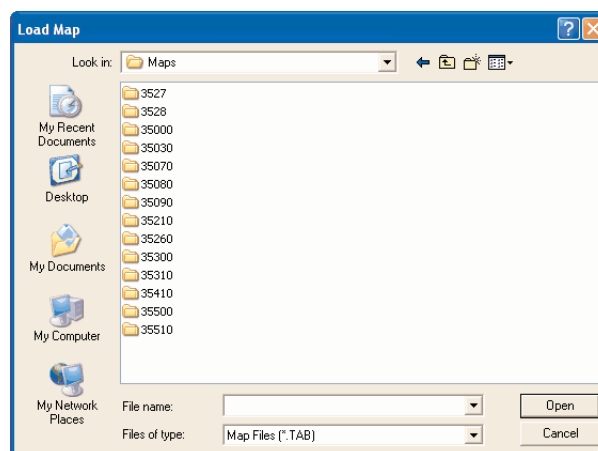 Load Map
?
Look in:
Maps
3527
3528
35000
35030
35070
35080
35090
35210
35260
35300
35310
35410
35500
35510
My Recent
Documents
Desktop
My Documents
My Computer
My Network
Places
File name:
Open
Files of type:
Map Files (*.TAB)
Cancel